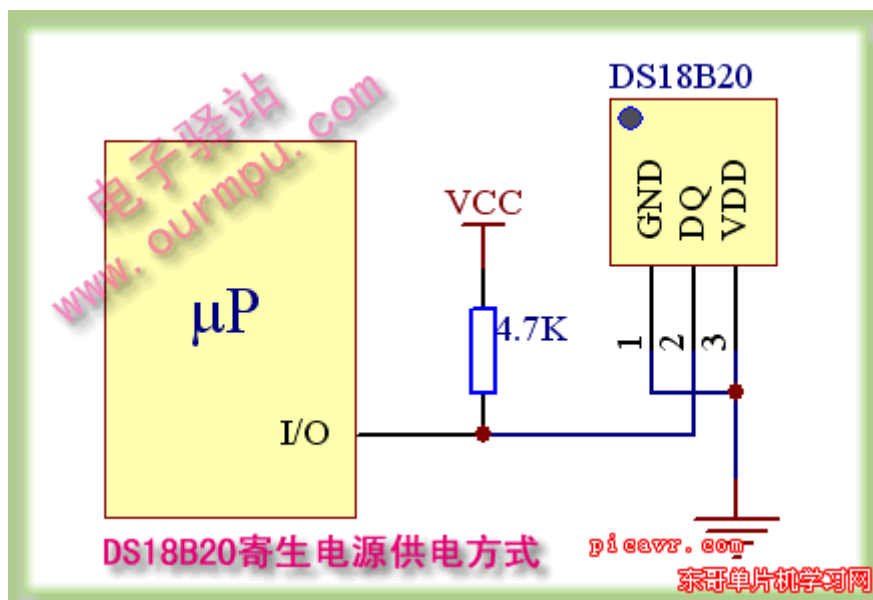 DS18B20
电子驿站
www.ourmpu.com
GND
DQ
VDD
VCC
μP
4.7K
1
2
3
I/O
DS18B20寄生电源供电方式
picavr.com
东哥单片机学习网